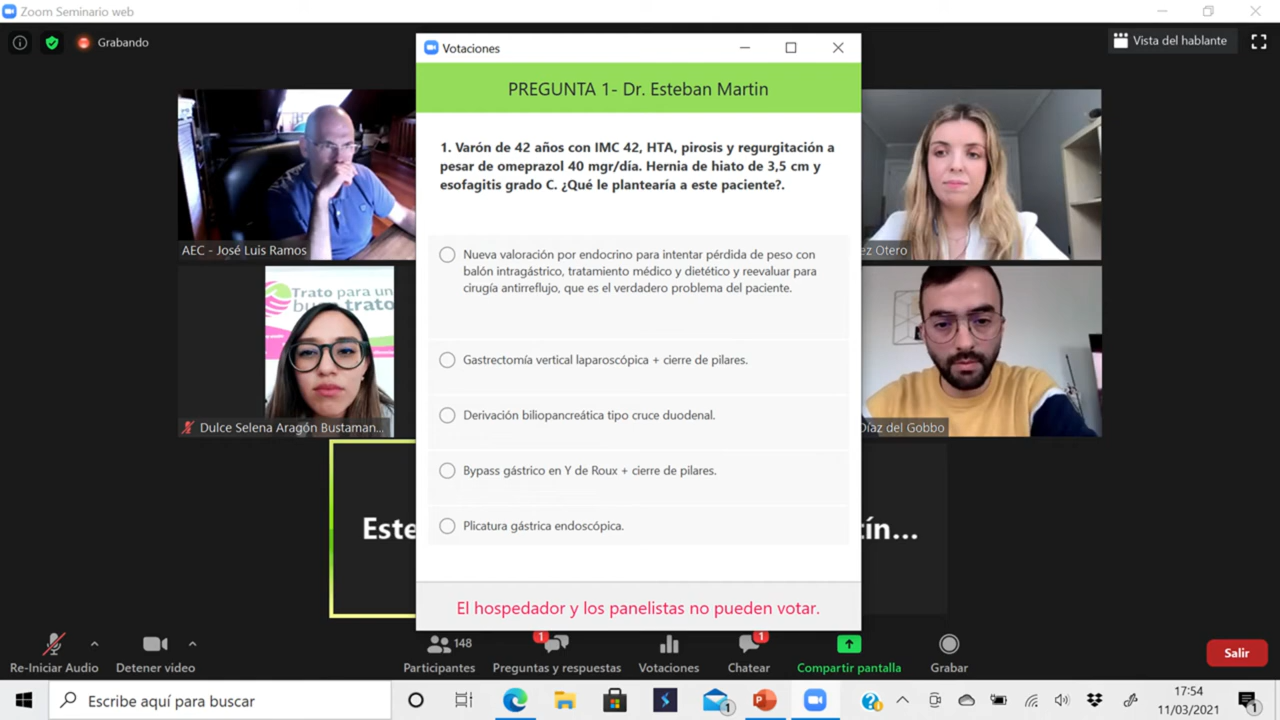 Zoom Seminario web
Grabando
Vista del hablante
Votaciones
PREGUNTA 1- Dr. Esteban Martin
1. Varón de 42 años con IMC 42, HTA, pirosis y regurgitación a
pesar de omeprazol 40 mgr/día. Hernia de hiato de 3,5 cm y
esofagitis grado C. ¿Qué le plantearía a este paciente?.
Nueva valoración por endocrino para intentar pérdida de peso con
balón intragástrico, tratamiento médico y dietético y reevaluar para
cirugía antirreflujo, que es el verdadero problema del paciente.
Gastrectomía vertical laparoscópica + cierre de pilares.
Derivación biliopancreática tipo cruce duodenal.
Bypass gástrico en Y de Roux + cierre de pilares.
Plicatura gástrica endoscópica.
El hospedador y los panelistas no pueden votar.
AEC - José Luis Ramos
ez Otero
Trato para un
bu trato
Dulce Selena Aragón Bustaman...
Díaz del Gobbo
Este
tín...
Re-Iniciar Audio
Detener video
148
Participantes
1
Preguntas y respuestas
Votaciones
1
Chatear
Compartir pantalla
Grabar
Salir
Escribe aquí para buscar
1
17:54
11/03/2021
1